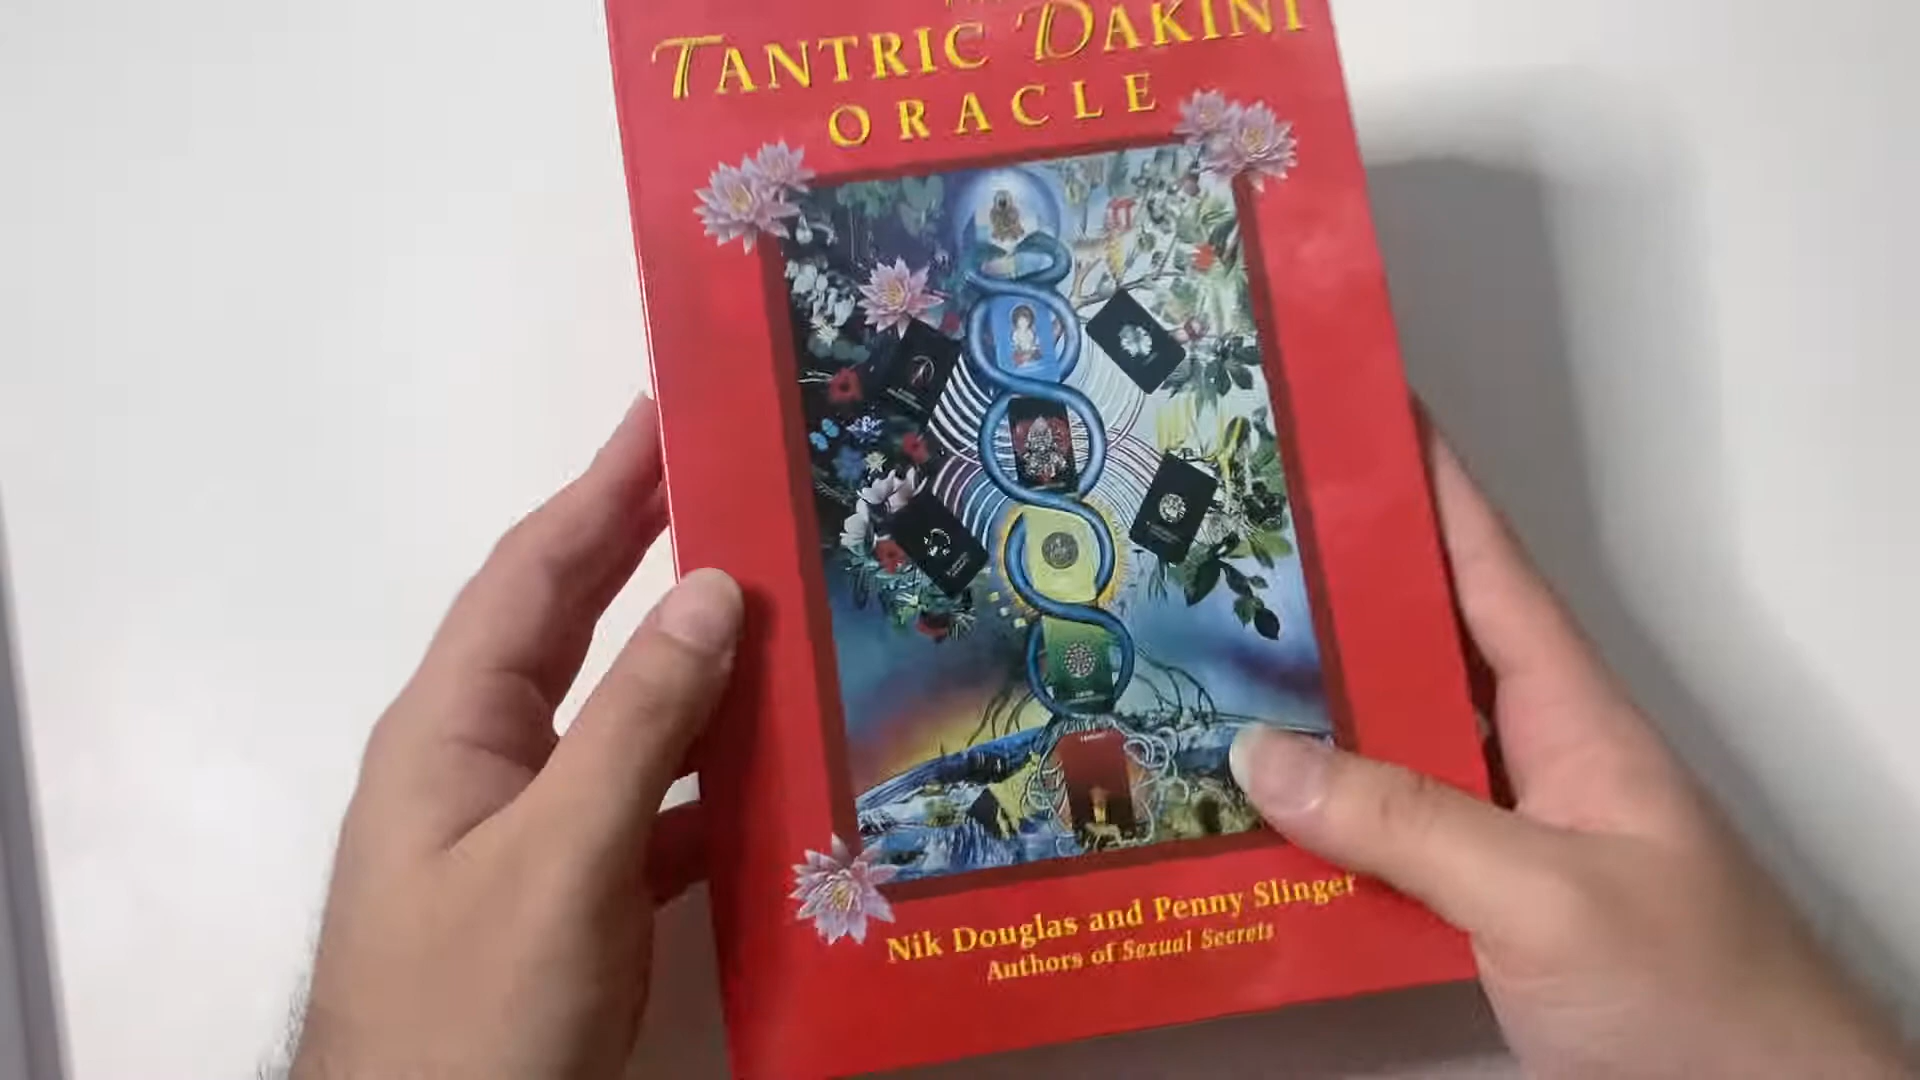 TANTRIC DAKINI
ORACLE
Nik Douglas and Penny Slinger
Authors of Sexual Secrets